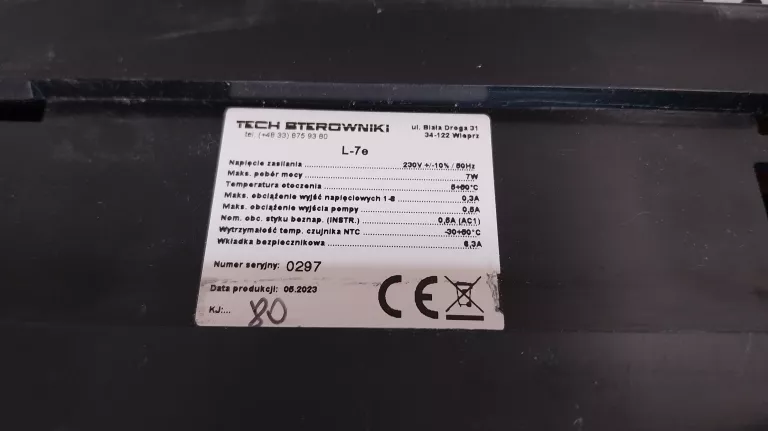 TECH STEROWNIKI
tel. (+48 33) 875 93 80
ul. Biała Droga 31
34-122 Wieprz
L-7e
Napięcie zasilania 230V +/-10% / 50Hz
Maks. pobór mocy 7W
Temperatura otoczenia 5÷50°C
Maks. obciążenie wyjść napięciowych 1-8 0,3A
Maks. obciążenie wyjścia pompy 0,5A
Nom. obc. styku beznap. (INSTR.) 0,5A (AC1)
Wytrzymałość temp. czujnika NTC -30÷50°C
Wkładka bezpiecznikowa 6,3A
Numer seryjny: 0297
Data produkcji: 06.2023
KJ:... 80
CE